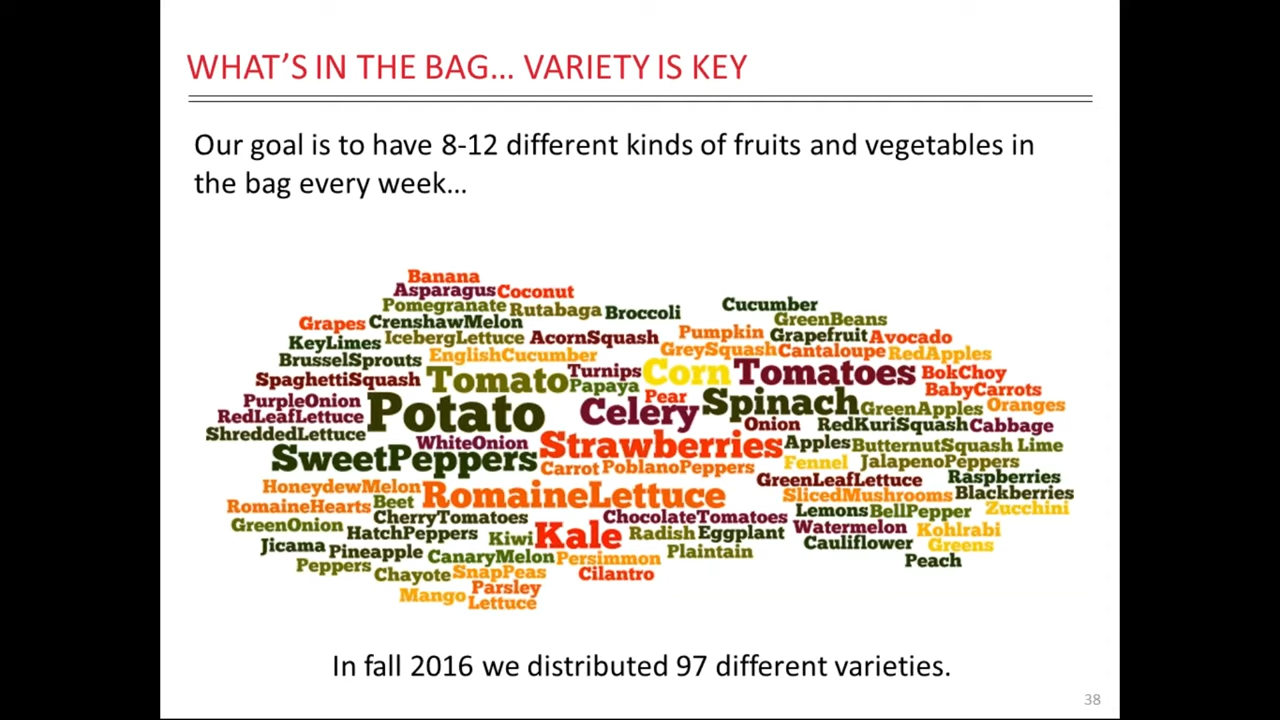 WHAT’S IN THE BAG… VARIETY IS KEY
Our goal is to have 8-12 different kinds of fruits and vegetables in
the bag every week…
Banana
Asparagus Coconut
Pomegranate Rutabaga Broccoli Cucumber
Grapes CrenshawMelon GreenBeans
KeyLimes IcebergLettuce AcornSquash Pumpkin Grapefruit Avocado
BrusselSprouts EnglishCucumber GreySquash Cantaloupe RedApples
SpaghettiSquash Tomato Turnips Papaya Corn Tomatoes BokChoy
BabyCarrots
PurpleOnion Potato Celery Pear Spinach GreenApples Oranges
RedLeafLettuce Onion RedKuriSquash Cabbage
ShreddedLettuce WhiteOnion Strawberries Apples ButternutSquash Lime
SweetPeppers Carrot PoblanoPeppers Fennel JalapenoPeppers
HoneydewMelon RomaineLettuce GreenLeafLettuce Raspberries
RomaineHearts Beet SlicedMushrooms Blackberries
GreenOnion CherryTomatoes ChocolateTomatoes Lemons BellPepper Zucchini
HatchPeppers Kiwi Kale Radish Eggplant Watermelon Kohlrabi
Jicama Pineapple CanaryMelon Persimmon Plaintain Cauliflower Greens
Peppers Chayote SnapPeas Cilantro Peach
Mango Parsley
Lettuce
In fall 2016 we distributed 97 different varieties.
38